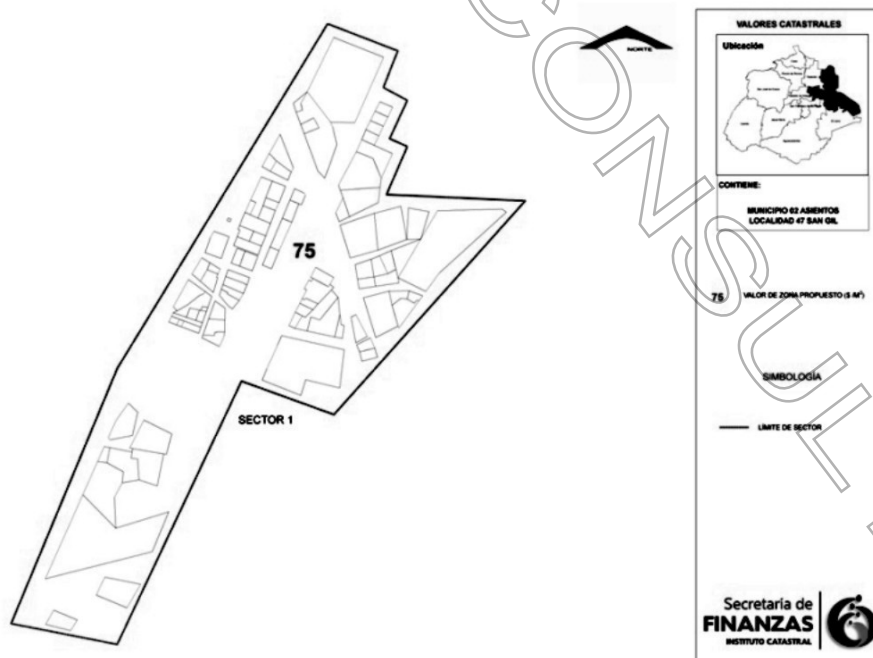 NORTE
75
SECTOR 1
VALORES CATASTRALES
Ubicación
CONTIENE:
MUNICIPIO 02 ASIENTOS
LOCALIDAD 47 SAN GIL
75 VALOR DE ZONA PROPUESTO ($ /M²)
SIMBOLOGÍA
LÍMITE DE SECTOR
Secretaría de
FINANZAS
INSTITUTO CATASTRAL
CONSUL